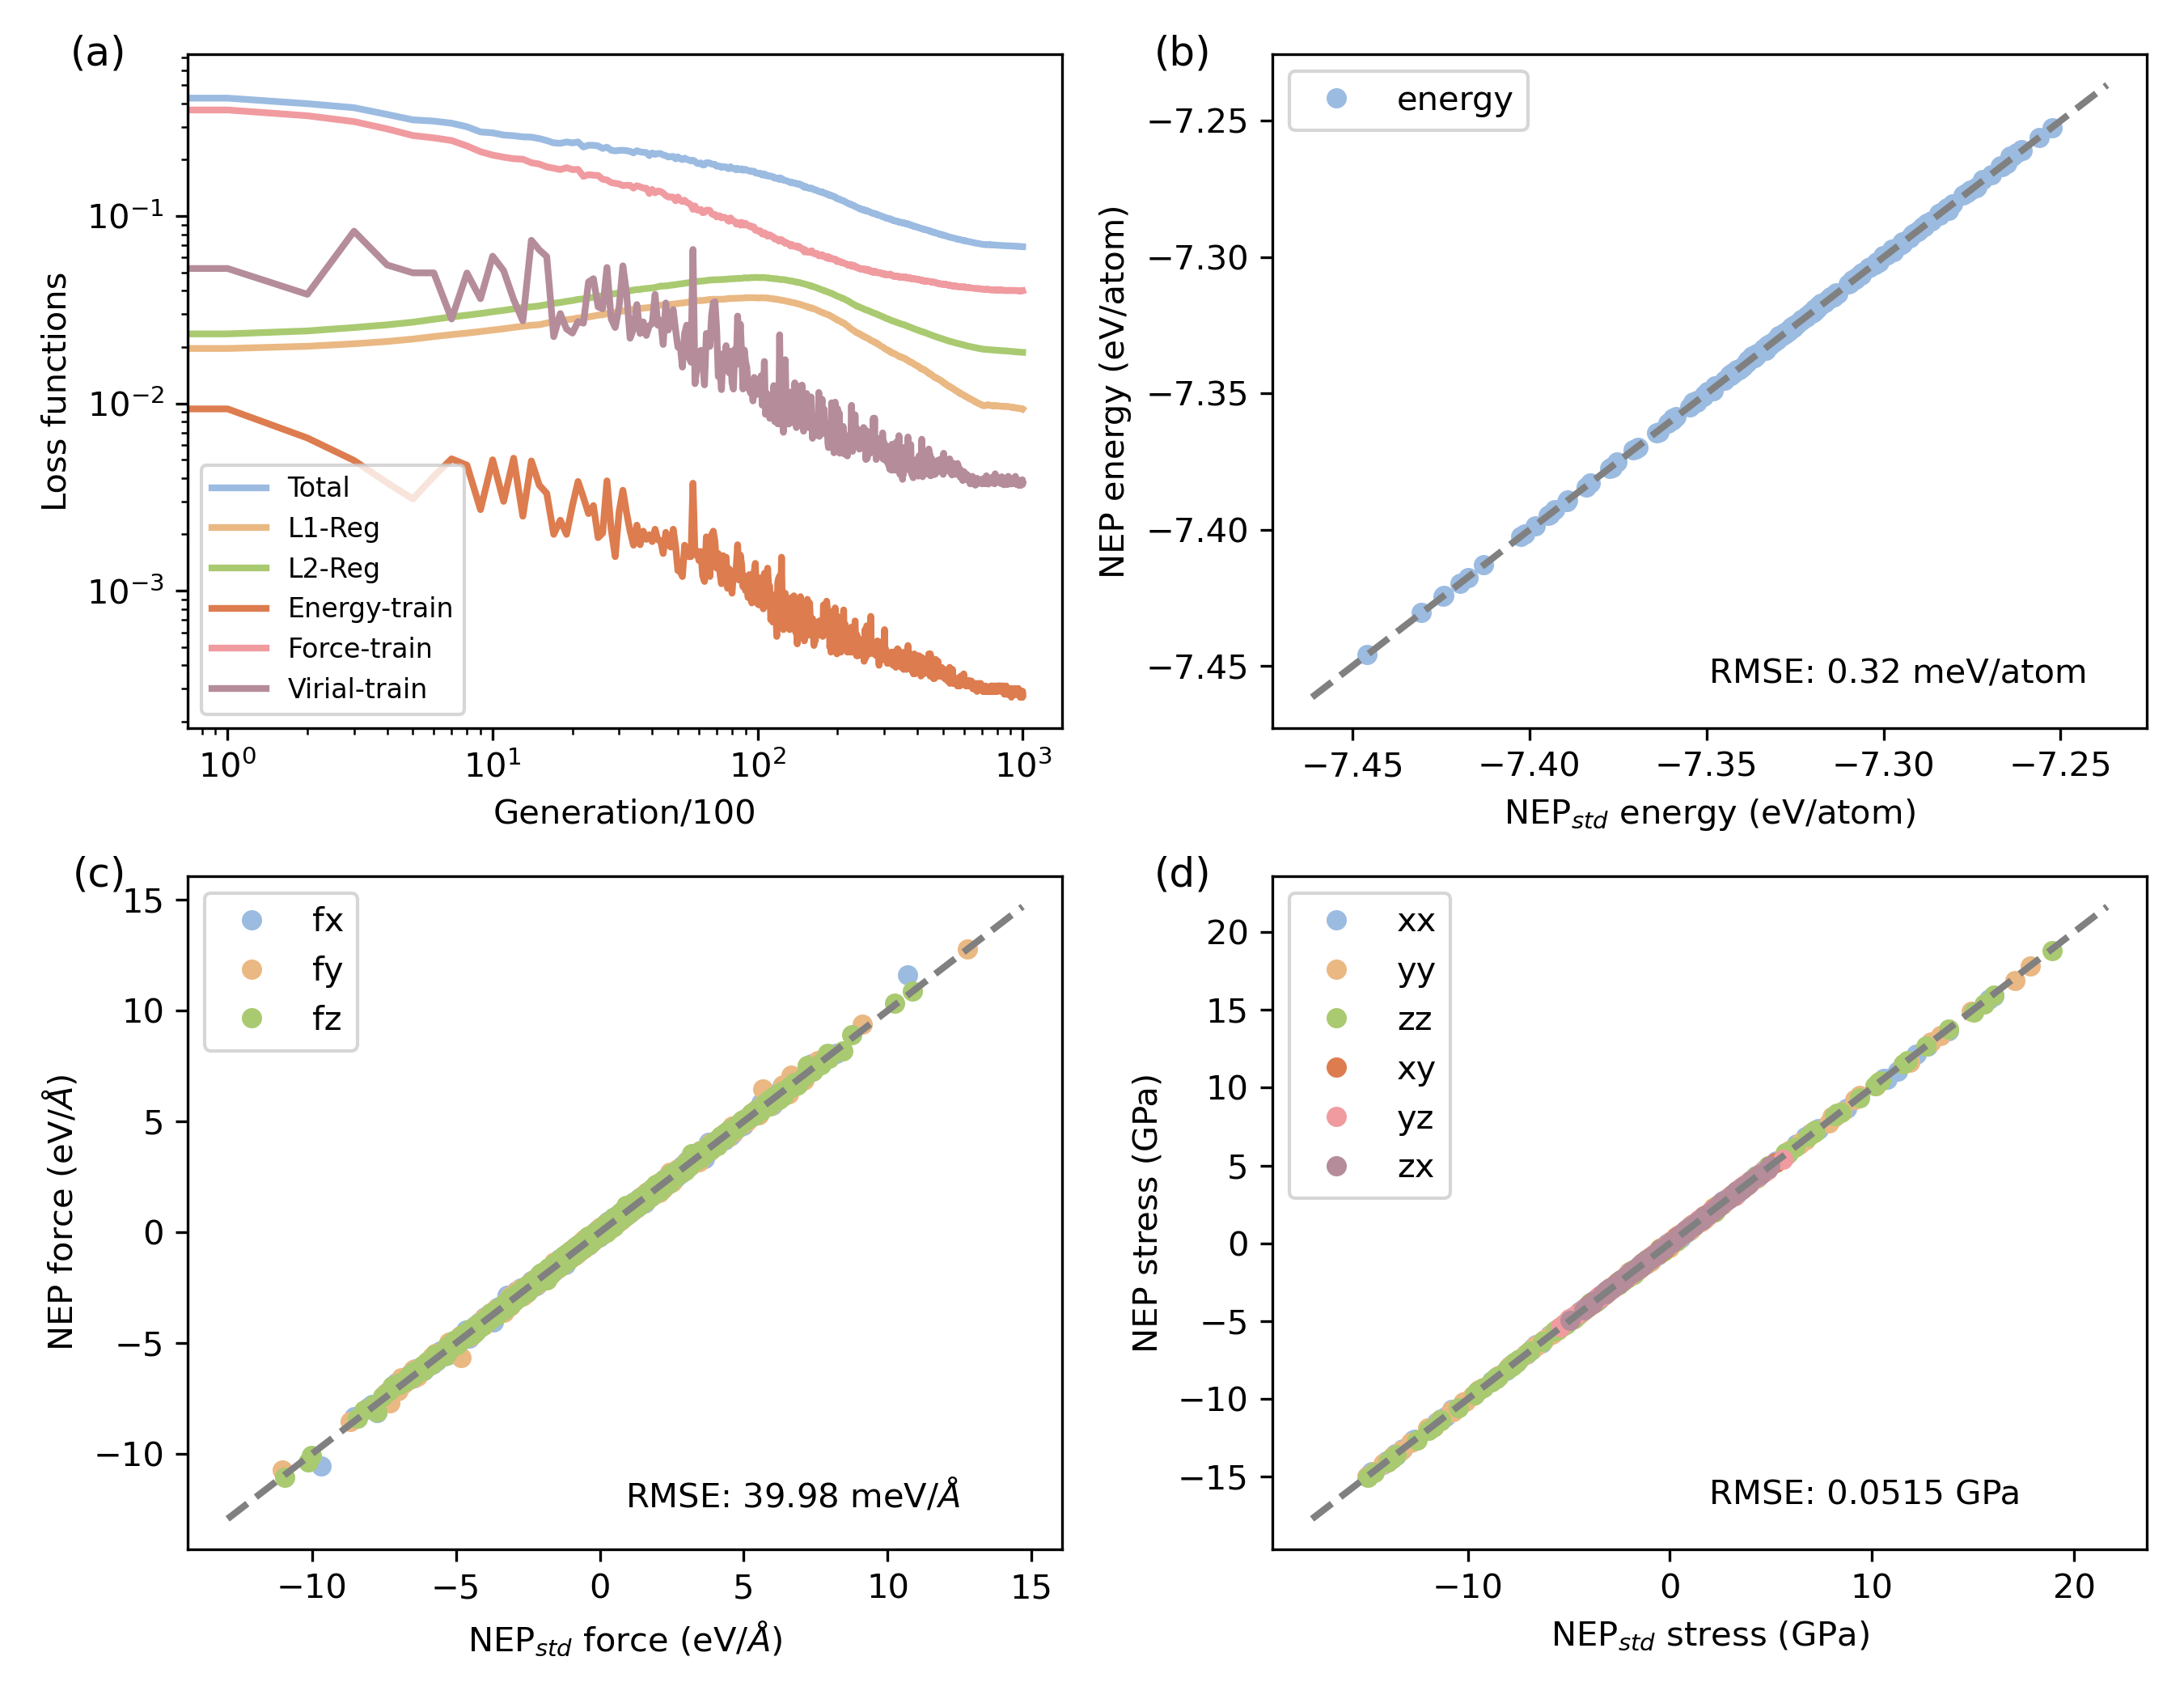 (a)
10⁻¹
10⁻²
10⁻³
Loss functions
Total
L1-Reg
L2-Reg
Energy-train
Force-train
Virial-train
10⁰ 10¹ 10² 10³
Generation/100
(b)
energy
−7.25
−7.30
−7.35
−7.40
−7.45
NEP energy (eV/atom)
RMSE: 0.32 meV/atom
−7.45 −7.40 −7.35 −7.30 −7.25
NEPstd energy (eV/atom)
(c)
15
10
5
0
−5
−10
NEP force (eV/Å)
fx
fy
fz
RMSE: 39.98 meV/Å
−10 −5 0 5 10 15
NEPstd force (eV/Å)
(d)
20
15
10
5
0
−5
−10
−15
NEP stress (GPa)
xx
yy
zz
xy
yz
zx
RMSE: 0.0515 GPa
−10 0 10 20
NEPstd stress (GPa)